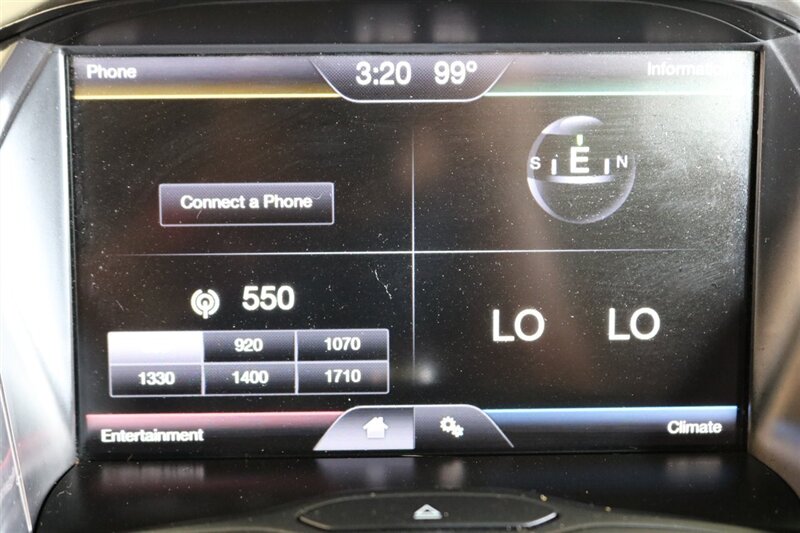 Phone 3:20 99° Information
S E N
Connect a Phone
550
920 1070
LO LO
1330 1400 1710
Entertainment Climate